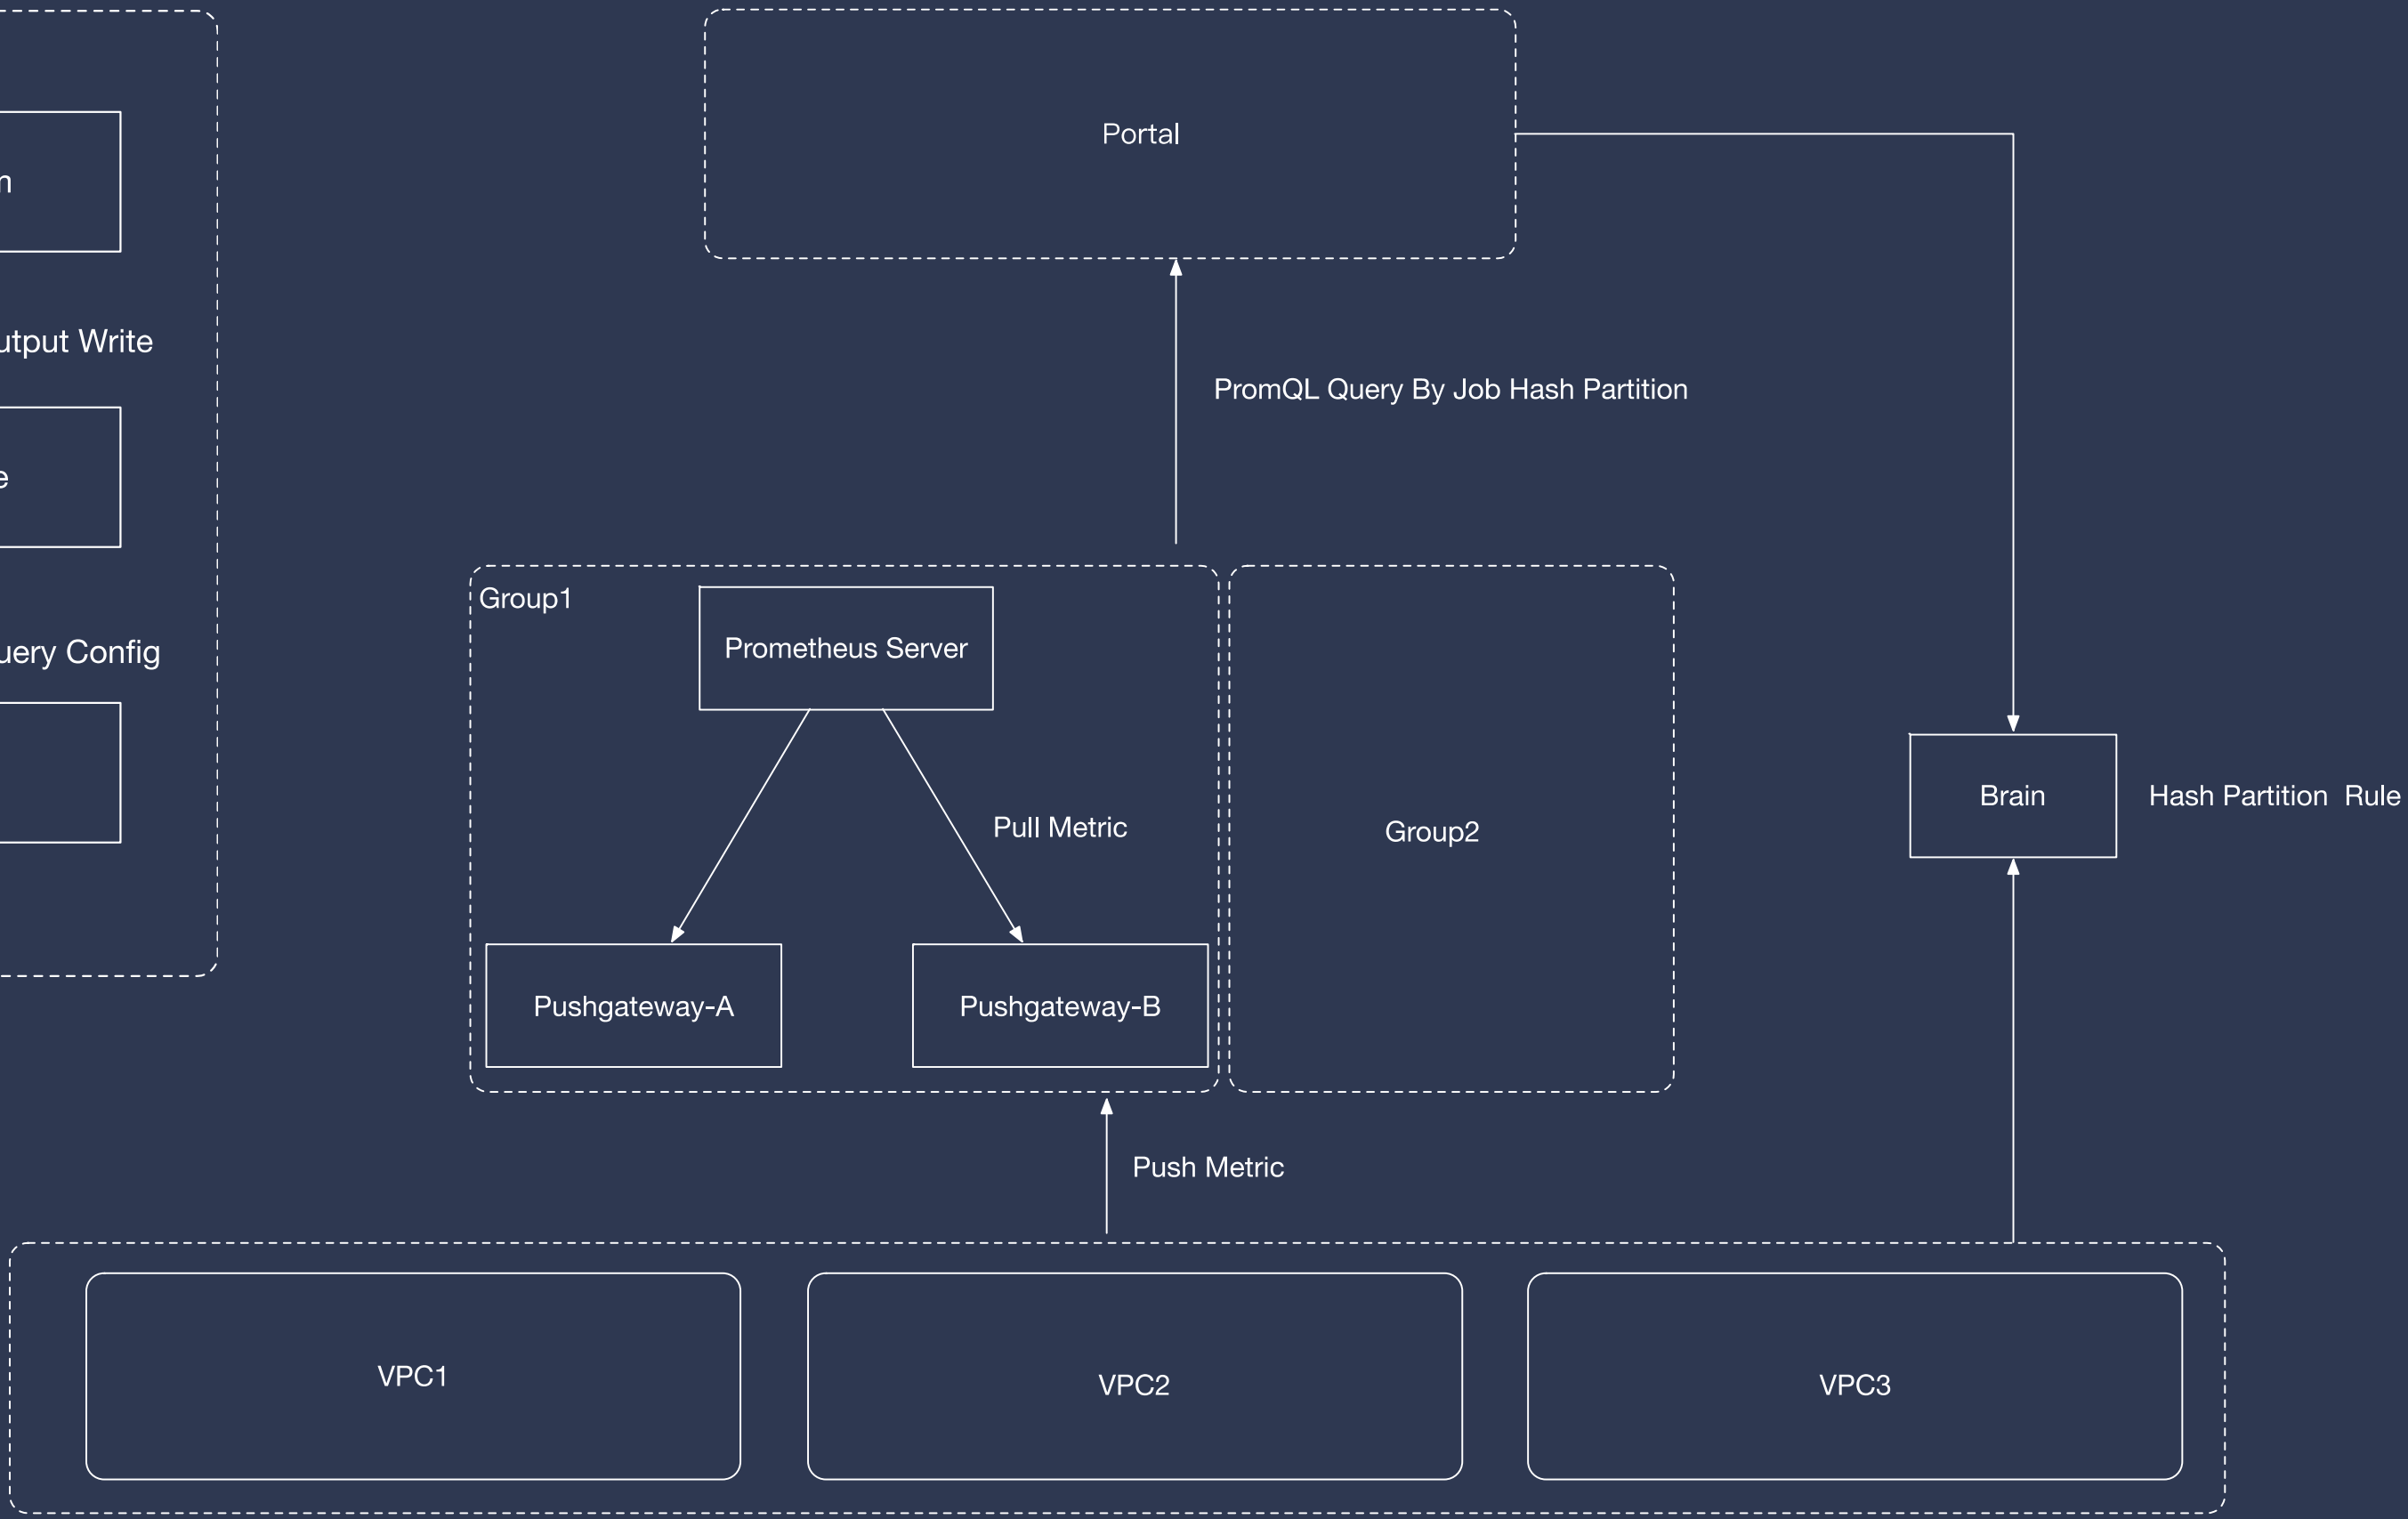 Portal
utput Write
PromQL Query By Job Hash Partition
Group1
Prometheus Server
uery Config
Brain
Hash Partition Rule
Pull Metric
Group2
Pushgateway-A
Pushgateway-B
Push Metric
VPC1
VPC2
VPC3